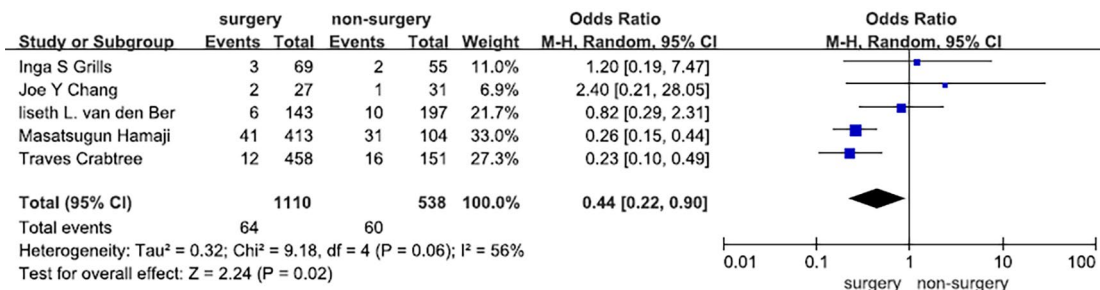 surgery non-surgery Odds Ratio Odds Ratio
Study or Subgroup Events Total Events Total Weight M-H, Random, 95% CI M-H, Random, 95% CI
Inga S Grills 3 69 2 55 11.0% 1.20 [0.19, 7.47]
Joe Y Chang 2 27 1 31 6.9% 2.40 [0.21, 28.05]
liseth L. van den Ber 6 143 10 197 21.7% 0.82 [0.29, 2.31]
Masatsugun Hamaji 41 413 31 104 33.0% 0.26 [0.15, 0.44]
Traves Crabtree 12 458 16 151 27.3% 0.23 [0.10, 0.49]
Total (95% CI) 1110 538 100.0% 0.44 [0.22, 0.90]
Total events 64 60
Heterogeneity: Tau² = 0.32; Chi² = 9.18, df = 4 (P = 0.06); I² = 56%
Test for overall effect: Z = 2.24 (P = 0.02)
0.01 0.1 1 10 100
surgery non-surgery